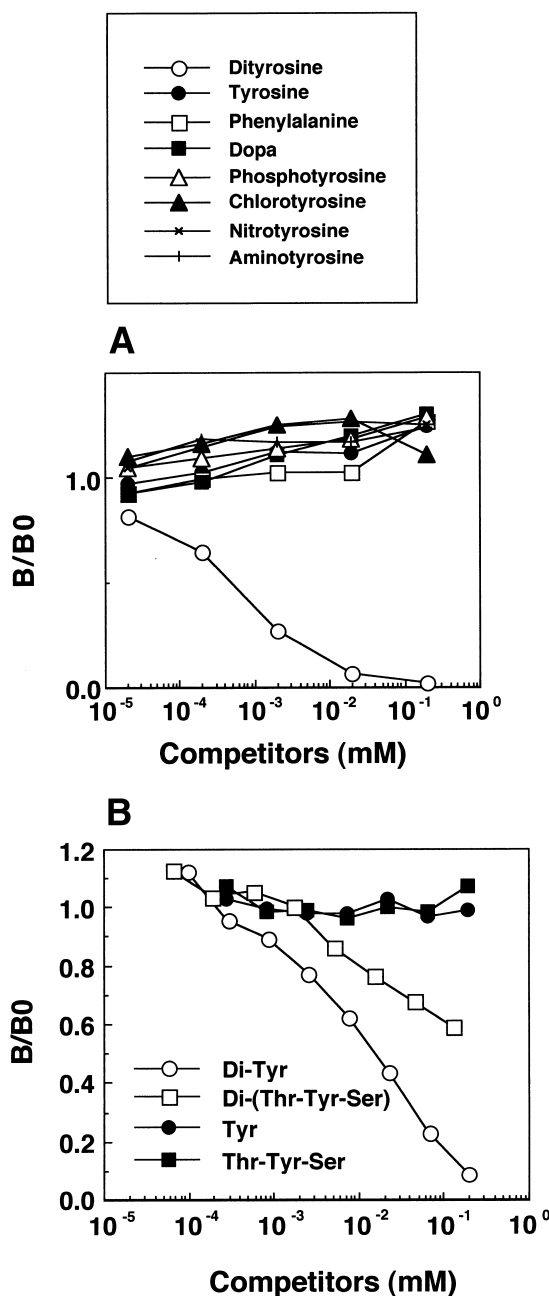 Dityrosine
Tyrosine
Phenylalanine
Dopa
Phosphotyrosine
Chlorotyrosine
Nitrotyrosine
Aminotyrosine
A
1.0
0.0
B/B0
10-5 10-4 10-3 10-2 10-1 100
Competitors (mM)
B
1.2
1.0
0.8
0.6
0.4
0.2
0.0
B/B0
Di-Tyr
Di-(Thr-Tyr-Ser)
Tyr
Thr-Tyr-Ser
10-5 10-4 10-3 10-2 10-1 100
Competitors (mM)